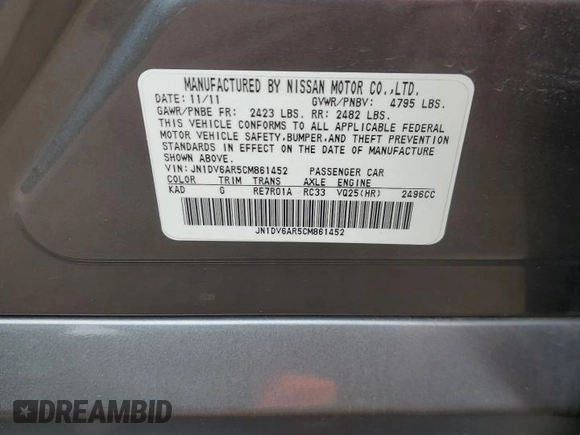 MANUFACTURED BY NISSAN MOTOR CO.,LTD.
DATE: 11/11 GVWR/PNBV: 4795 LBS.
GAWR/PNBE FR: 2423 LBS. RR: 2482 LBS.
THIS VEHICLE CONFORMS TO ALL APPLICABLE FEDERAL
MOTOR VEHICLE SAFETY,BUMPER,AND THEFT PREVENTION
STANDARDS IN EFFECT ON THE DATE OF MANUFACTURE
SHOWN ABOVE.
VIN: JN1DV6AR5CM861452 PASSENGER CAR
COLOR TRIM TRANS AXLE ENGINE
KAD G RE7R01A RC33 VQ25(HR) 2496CC
JN1DV6AR5CM861452
DREAMBID